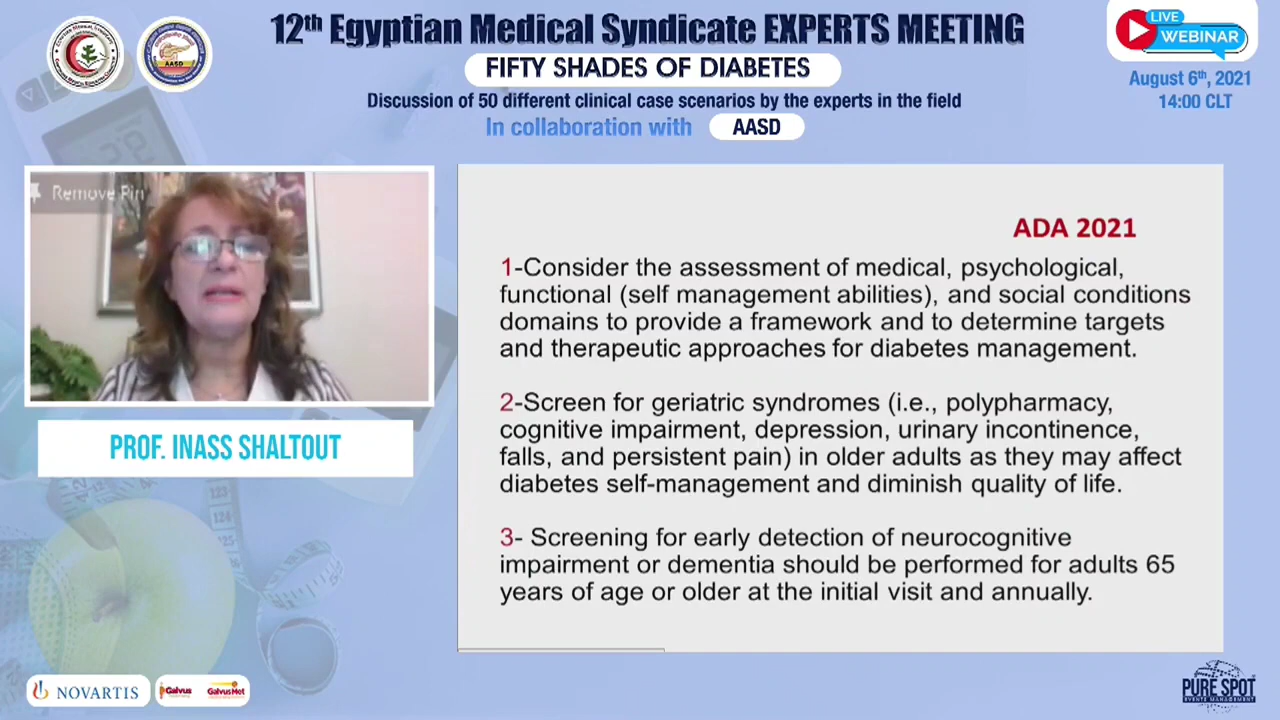 12th Egyptian Medical Syndicate EXPERTS MEETING
FIFTY SHADES OF DIABETES
Discussion of 50 different clinical case scenarios by the experts in the field
In collaboration with AASD
LIVE
WEBINAR
August 6th, 2021
14:00 CLT
AASD
Remove Pin
PROF. INASS SHALTOUT
ADA 2021
1-Consider the assessment of medical, psychological,
functional (self management abilities), and social conditions
domains to provide a framework and to determine targets
and therapeutic approaches for diabetes management.
2-Screen for geriatric syndromes (i.e., polypharmacy,
cognitive impairment, depression, urinary incontinence,
falls, and persistent pain) in older adults as they may affect
diabetes self-management and diminish quality of life.
3- Screening for early detection of neurocognitive
impairment or dementia should be performed for adults 65
years of age or older at the initial visit and annually.
123
124
NOVARTIS
Galvus
GalvusMet
PURE SPOT
EVENTS MANAGEMENT